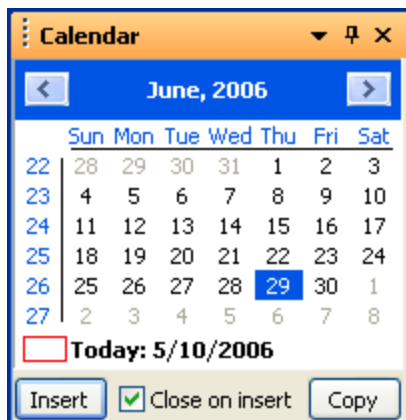 Calendar
June, 2006
Sun Mon Tue Wed Thu Fri Sat
22 28 29 30 31 1 2 3
23 4 5 6 7 8 9 10
24 11 12 13 14 15 16 17
25 18 19 20 21 22 23 24
26 25 26 27 28 29 30 1
27 2 3 4 5 6 7 8
Today: 5/10/2006
Insert Close on insert Copy